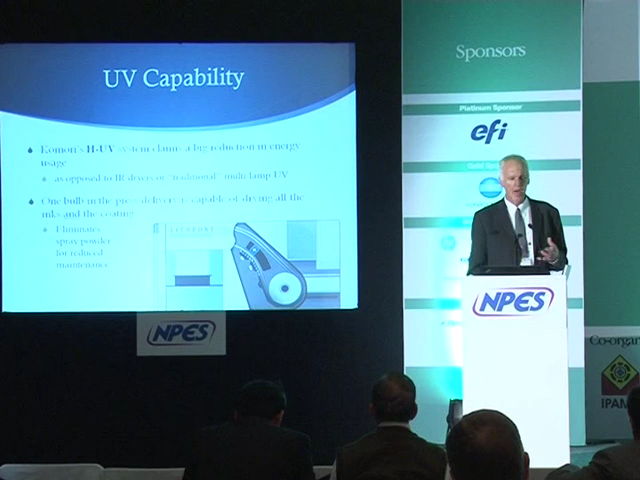 UV Capability
Komori's H-UV system claims a big reduction in energy
usage
as opposed to IR dryers or "traditional" multi-lamp UV
One bulb in the press delivery is capable of drying all the
inks and the coating
Eliminates
spray powder
for reduced
maintenance
NPES
Sponsors
Platinum Sponsor
efi
Gold
NPES
Co-organ
IPAM